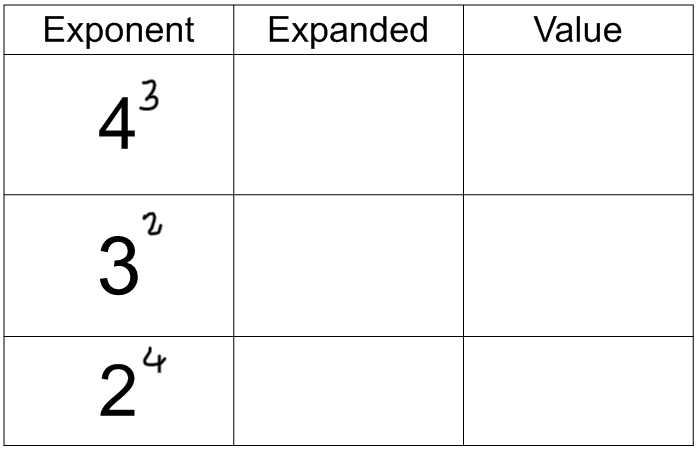 Exponent Expanded Value
4³
3²
2⁴